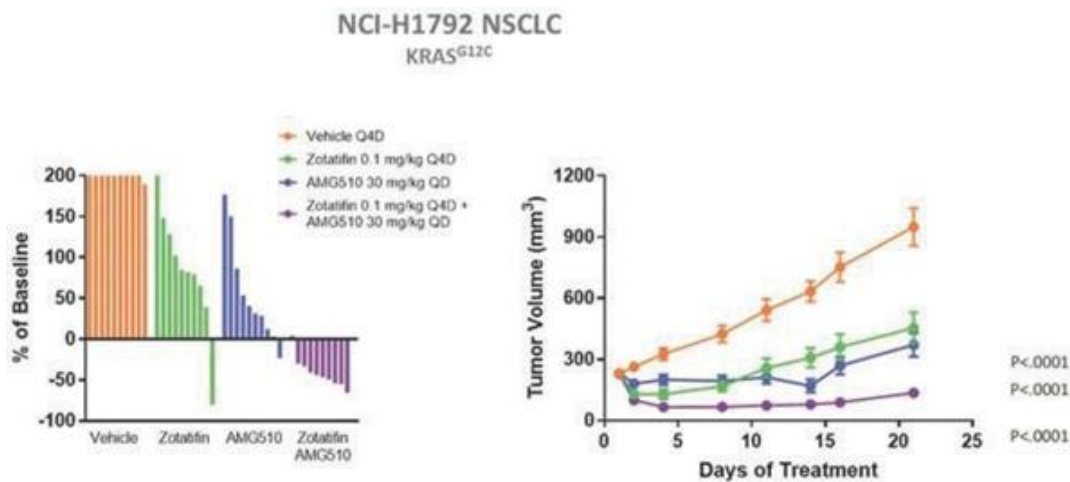 NCI-H1792 NSCLC
KRASG12C
Vehicle Q4D
Zotatifin 0.1 mg/kg Q4D
AMG510 30 mg/kg QD
Zotatifin 0.1 mg/kg Q4D +
AMG510 30 mg/kg QD
% of Baseline
200
150
100
50
0
-50
-100
Vehicle
Zotatifin
AMG510
Zotatifin
AMG510
Tumor Volume (mm3)
1200
900
600
300
0
0
5
10
15
20
25
Days of Treatment
P<.0001
P<.0001
P<.0001